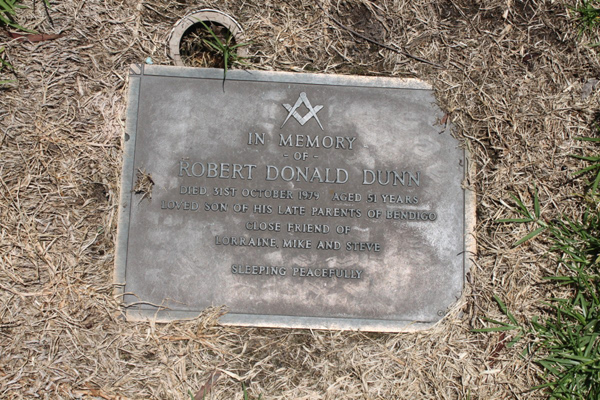 IN MEMORY
- OF -
ROBERT DONALD DUNN
DIED 31ST OCTOBER 1979 AGED 51 YEARS
LOVED SON OF HIS LATE PARENTS OF BENDIGO
CLOSE FRIEND OF
LORRAINE, MIKE AND STEVE
SLEEPING PEACEFULLY